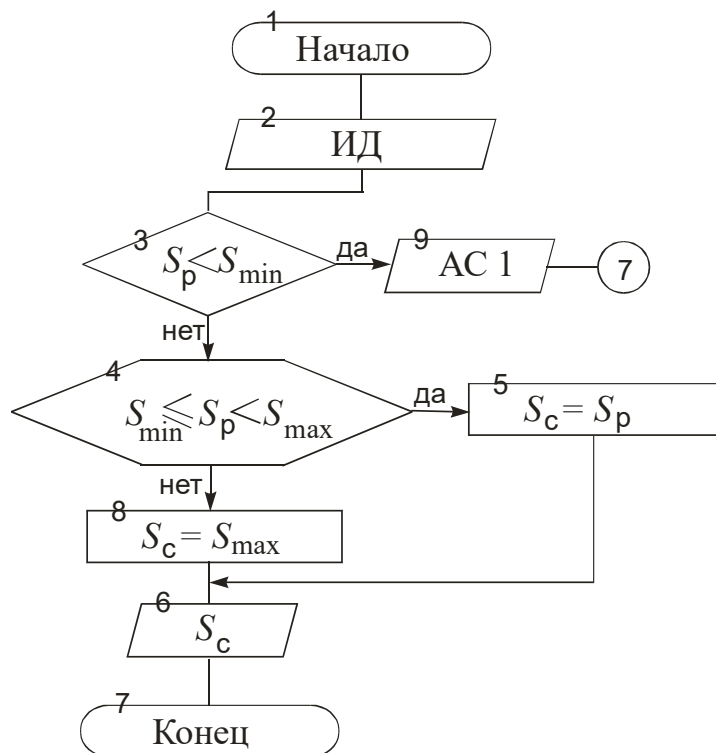 1
Начало
2
ИД
3
Sр<Smin
да
9
АС 1
7
нет
4
Smin⩽Sр<Smax
да
5
Sс= Sр
нет
8
Sс= Smax
6
Sс
7
Конец